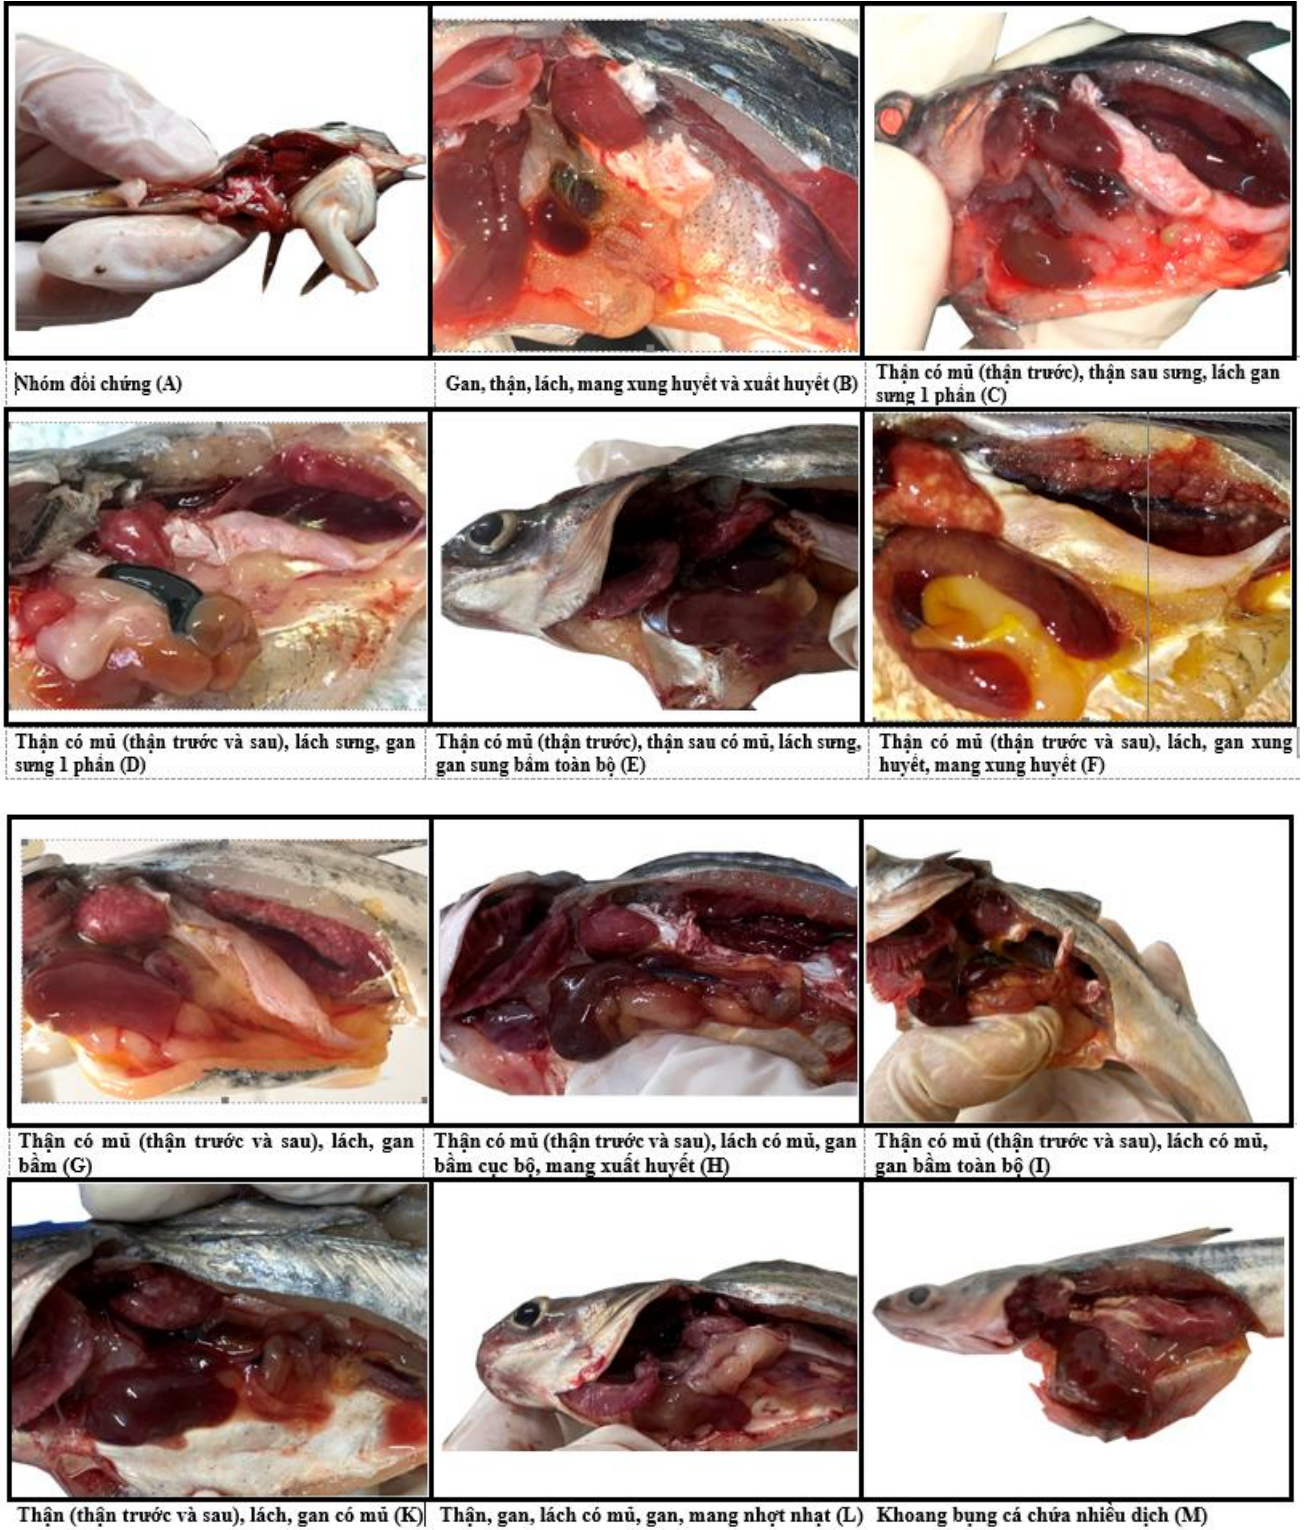 Nhóm đối chứng (A)
Gan, thận, lách, mang xung huyết và xuất huyết (B)
Thận có mủ (thận trước), thận sau sưng, lách gan
sưng 1 phần (C)
Thận có mủ (thận trước và sau), lách sưng, gan
sưng 1 phần (D)
Thận có mủ (thận trước), thận sau có mủ, lách sưng,
gan sung bầm toàn bộ (E)
Thận có mủ (thận trước và sau), lách, gan xung
huyết, mang xung huyết (F)
Thận có mủ (thận trước và sau), lách, gan
bầm (G)
Thận có mủ (thận trước và sau), lách có mủ, gan
bầm cục bộ, mang xuất huyết (H)
Thận có mủ (thận trước và sau), lách có mủ,
gan bầm toàn bộ (I)
Thận (thận trước và sau), lách, gan có mủ (K)
Thận, gan, lách có mủ, gan, mang nhợt nhạt (L)
Khoang bụng cá chứa nhiều dịch (M)